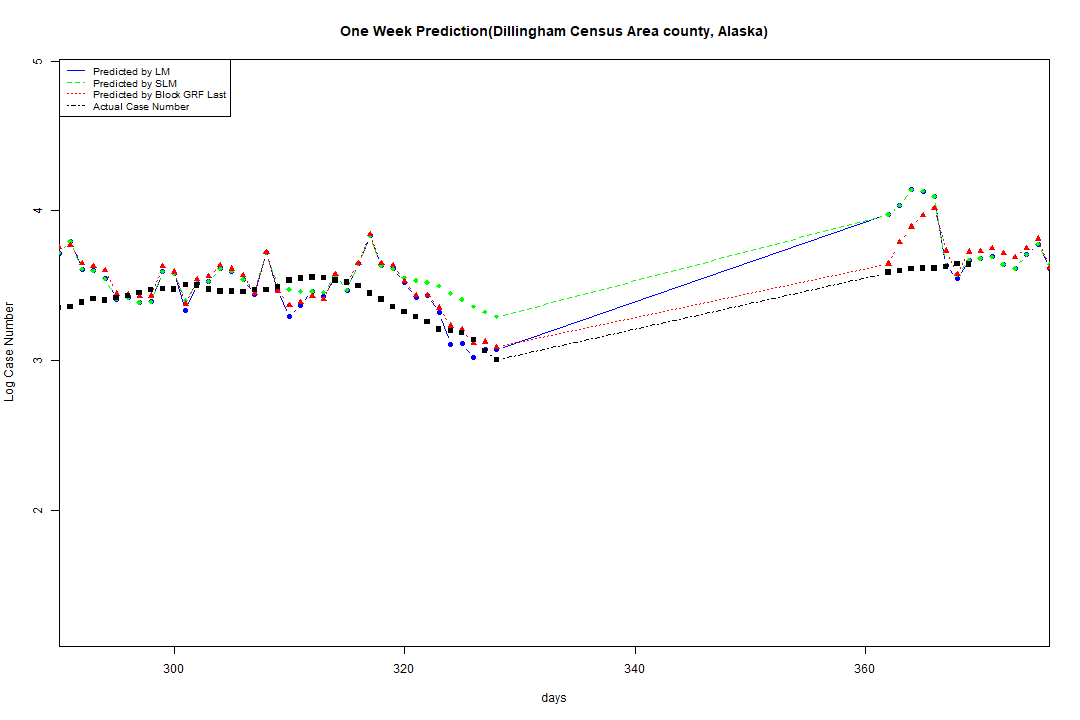 One Week Prediction(Dillingham Census Area county, Alaska)
Predicted by LM
Predicted by SLM
Predicted by Block GRF Last
Actual Case Number
5
4
3
2
Log Case Number
300
320
340
360
days